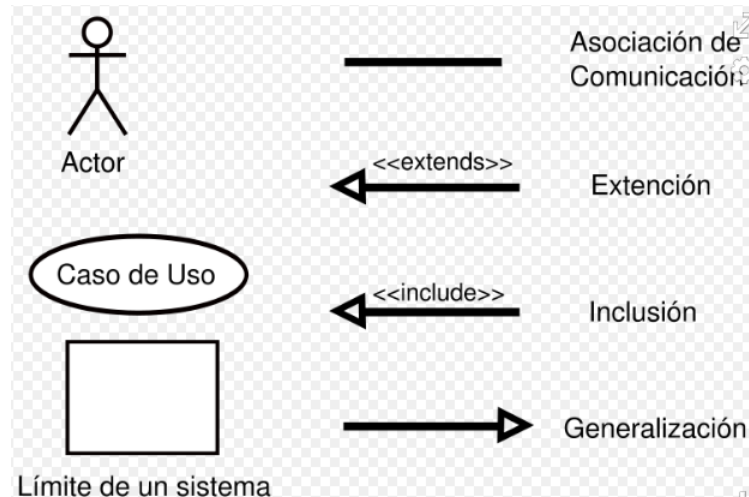 Actor
Caso de Uso
Límite de un sistema
Asociación de
Comunicación
<<extends>>
Extención
<<include>>
Inclusión
Generalización